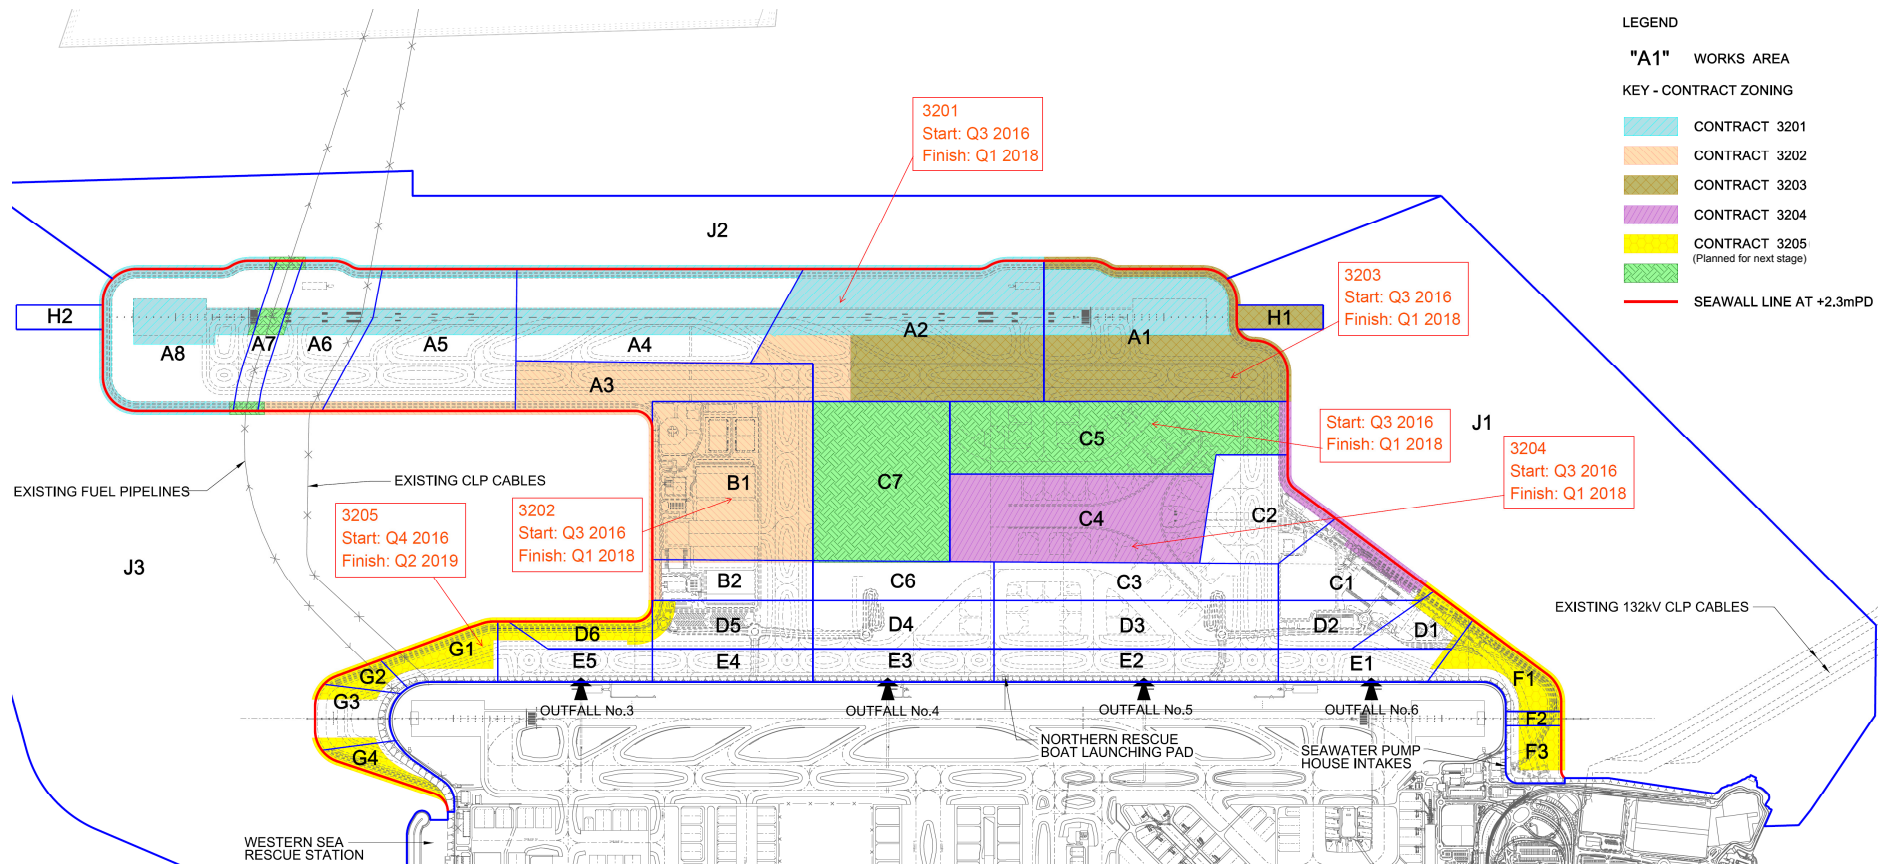 LEGEND
"A1" WORKS AREA
KEY - CONTRACT ZONING
CONTRACT 3201
CONTRACT 3202
CONTRACT 3203
CONTRACT 3204
CONTRACT 3205
(Planned for next stage)
SEAWALL LINE AT +2.3mPD
3201
Start: Q3 2016
Finish: Q1 2018
J2
3203
Start: Q3 2016
Finish: Q1 2018
H2
H1
A8
A7
A6
A5
A4
A2
A1
A3
Start: Q3 2016
Finish: Q1 2018
J1
C5
3204
Start: Q3 2016
Finish: Q1 2018
EXISTING FUEL PIPELINES
EXISTING CLP CABLES
B1
C7
C4
C2
3205
Start: Q4 2016
Finish: Q2 2019
3202
Start: Q3 2016
Finish: Q1 2018
J3
B2
C6
C3
C1
EXISTING 132kV CLP CABLES
D6
D5
D4
D3
D2
D1
G1
E5
E4
E3
E2
E1
G2
F1
G3
OUTFALL No.3
OUTFALL No.4
OUTFALL No.5
OUTFALL No.6
F2
G4
NORTHERN RESCUE
BOAT LAUNCHING PAD
SEAWATER PUMP
HOUSE INTAKES
F3
WESTERN SEA
RESCUE STATION